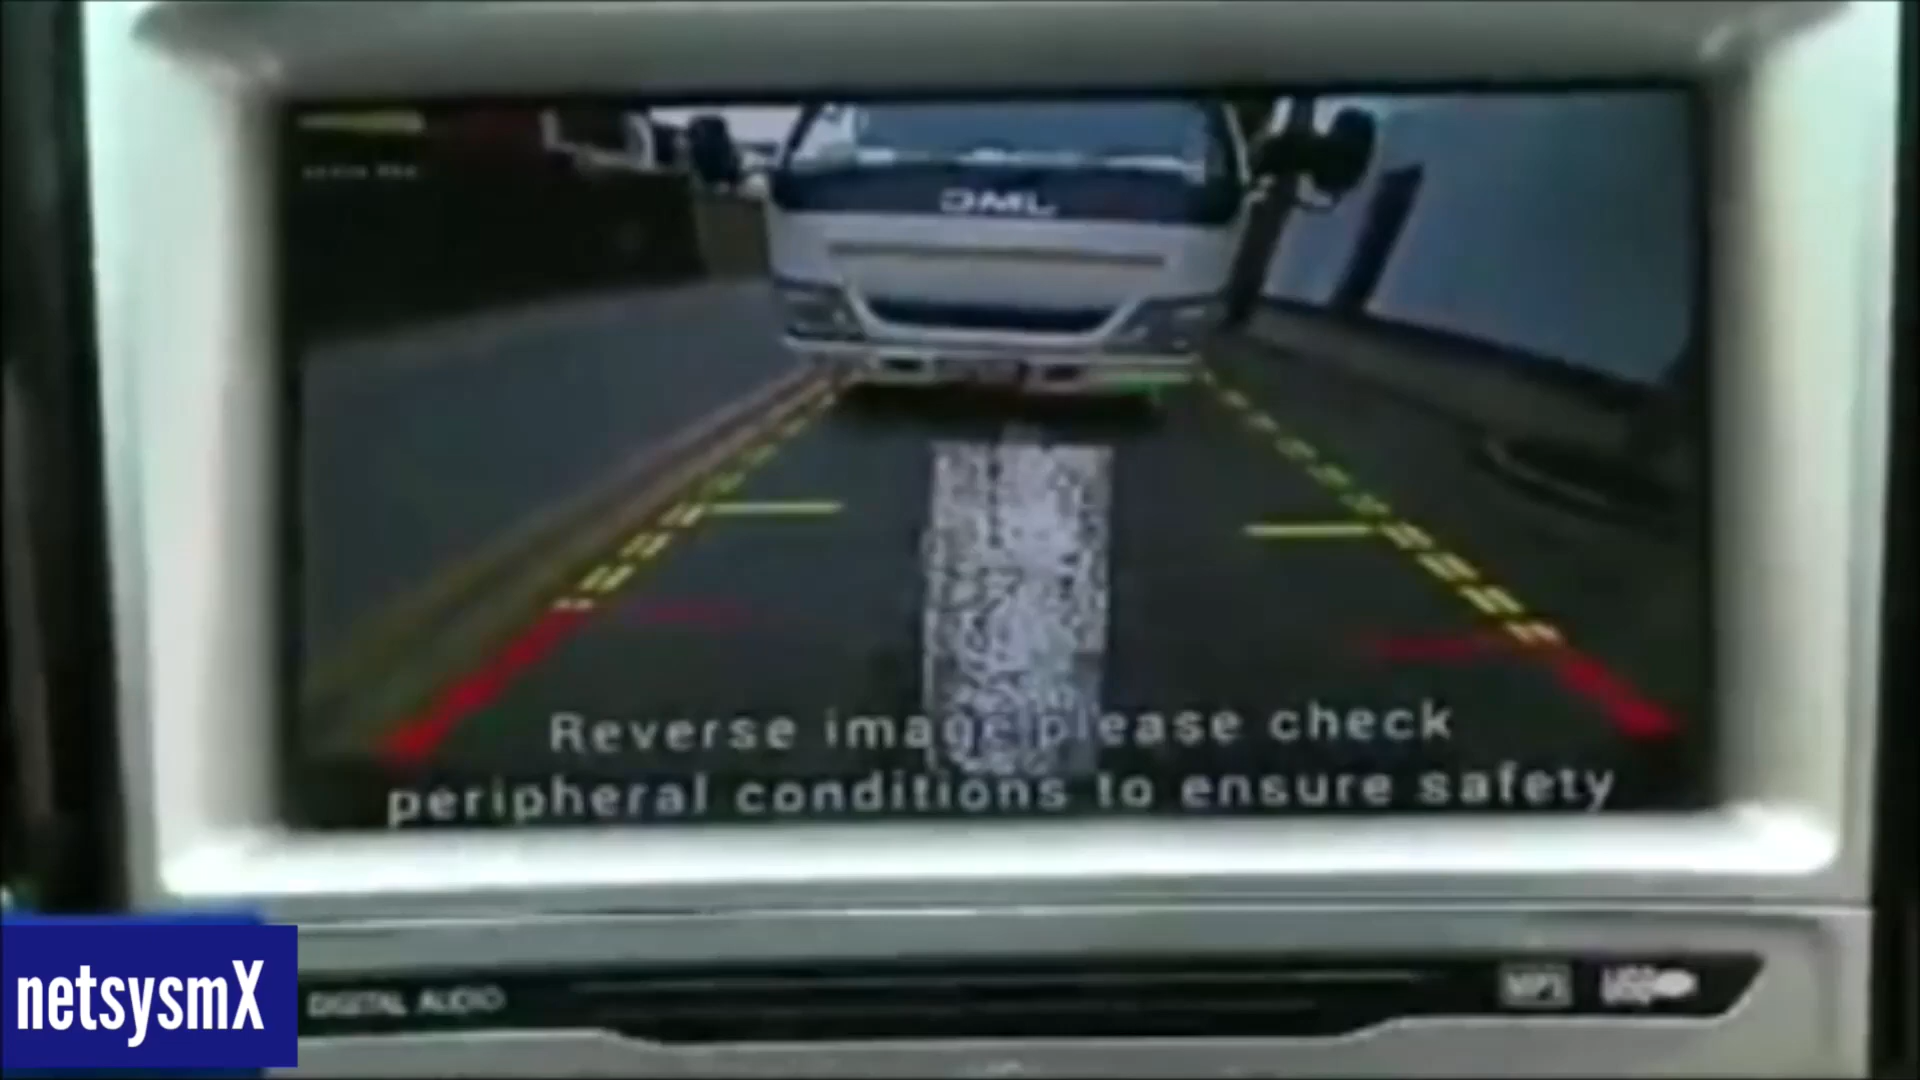 Reverse image please check
peripheral conditions to ensure safety
netsysmX
DIGITAL AUDIO
MP3